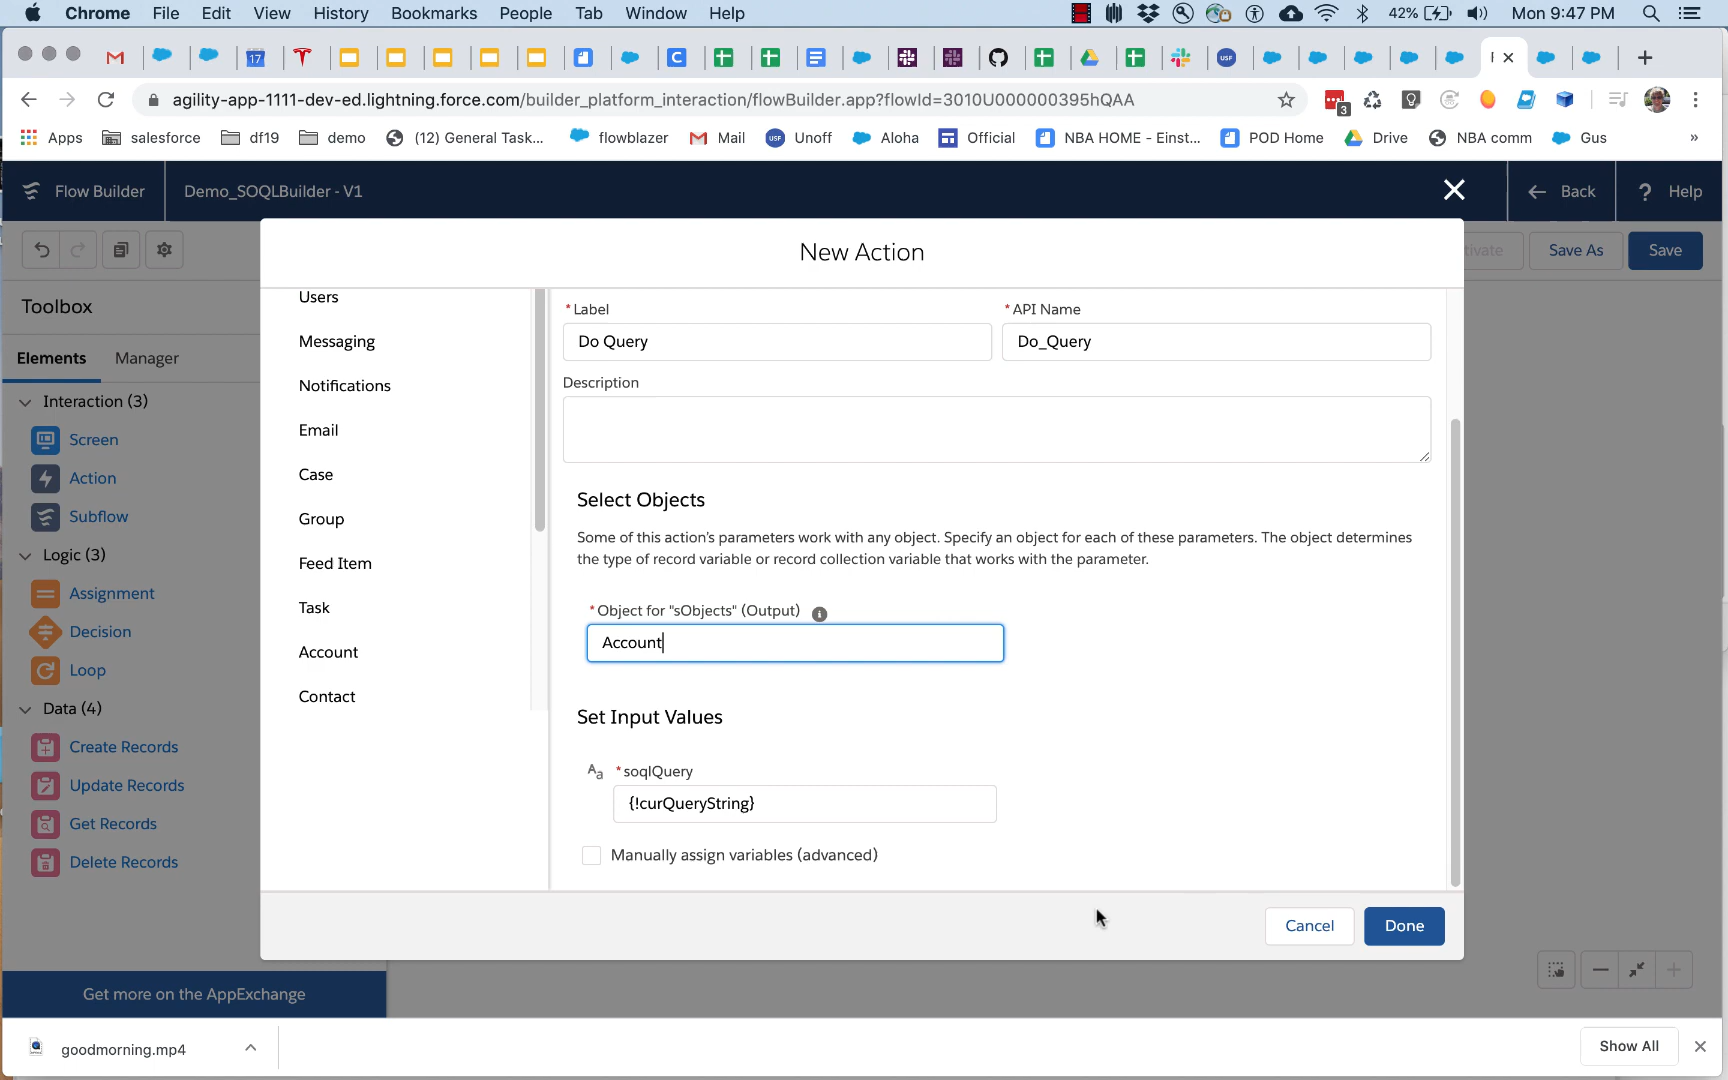 Chrome File Edit View History Bookmarks People Tab Window Help 42% Mon 9:47 PM
17 C USF
agility-app-1111-dev-ed.lightning.force.com/builder_platform_interaction/flowBuilder.app?flowId=3010U000000395hQAA 3
Apps salesforce df19 demo (12) General Task... flowblazer Mail USF Unoff Aloha Official NBA HOME - Einst... POD Home Drive NBA comm Gus »
Flow Builder Demo_SOQLBuilder - V1 Back ? Help
New Action
Save As Save
Toolbox
Elements Manager
Interaction (3)
Screen
Action
Subflow
Logic (3)
Assignment
Decision
Loop
Data (4)
Create Records
Update Records
Get Records
Delete Records
Get more on the AppExchange
Users
Messaging
Notifications
Email
Case
Group
Feed Item
Task
Account
Contact
* Label * API Name
Do Query Do_Query
Description
Select Objects
Some of this action's parameters work with any object. Specify an object for each of these parameters. The object determines
the type of record variable or record collection variable that works with the parameter.
* Object for "sObjects" (Output)
Account
Set Input Values
Aa * soqlQuery
{!curQueryString}
Manually assign variables (advanced)
Cancel Done
goodmorning.mp4 Show All